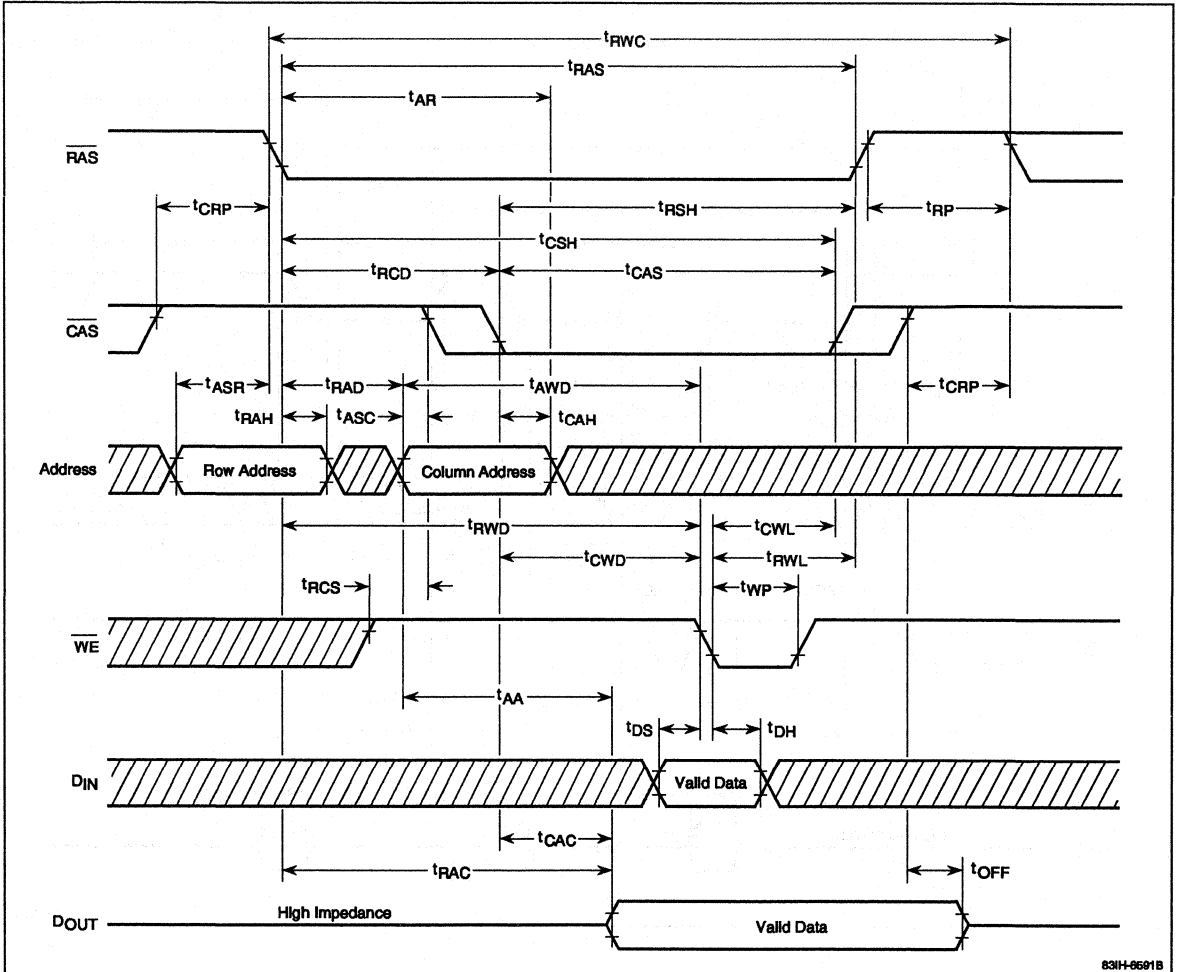 tRWC
tRAS
tAR
RAS
tCRP
tRSH
tRP
tCSH
tRCD
tCAS
CAS
tASR
tRAD
tAWD
tCRP
tRAH
tASC
tCAH
Address
Row Address
Column Address
tRWD
tCWL
tCWD
tRWL
tRCS
tWP
WE
tAA
tDS
tDH
DIN
Valid Data
tCAC
tRAC
tOFF
High Impedance
DOUT
Valid Data
83IH-6591B